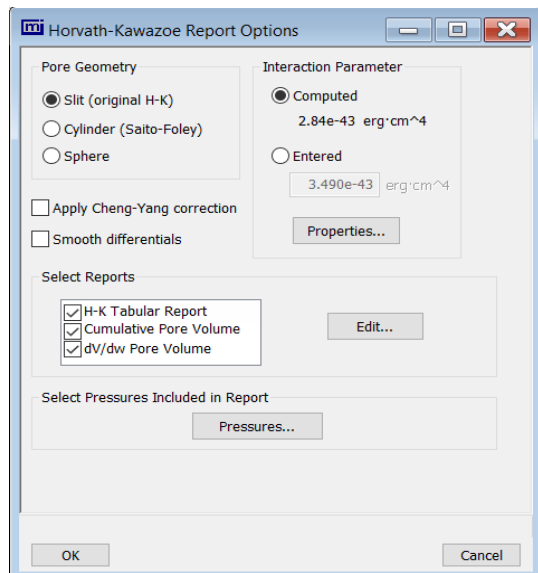 mi Horvath-Kawazoe Report Options
Pore Geometry
Slit (original H-K)
Cylinder (Saito-Foley)
Sphere
Interaction Parameter
Computed
2.84e-43 erg·cm^4
Entered
3.490e-43 erg·cm^4
Properties...
Apply Cheng-Yang correction
Smooth differentials
Select Reports
H-K Tabular Report
Cumulative Pore Volume
dV/dw Pore Volume
Edit...
Select Pressures Included in Report
Pressures...
OK Cancel